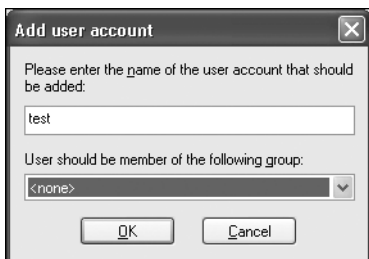 Add user account
Please enter the name of the user account that should
be added:
test
User should be member of the following group:
<none>
OK
Cancel